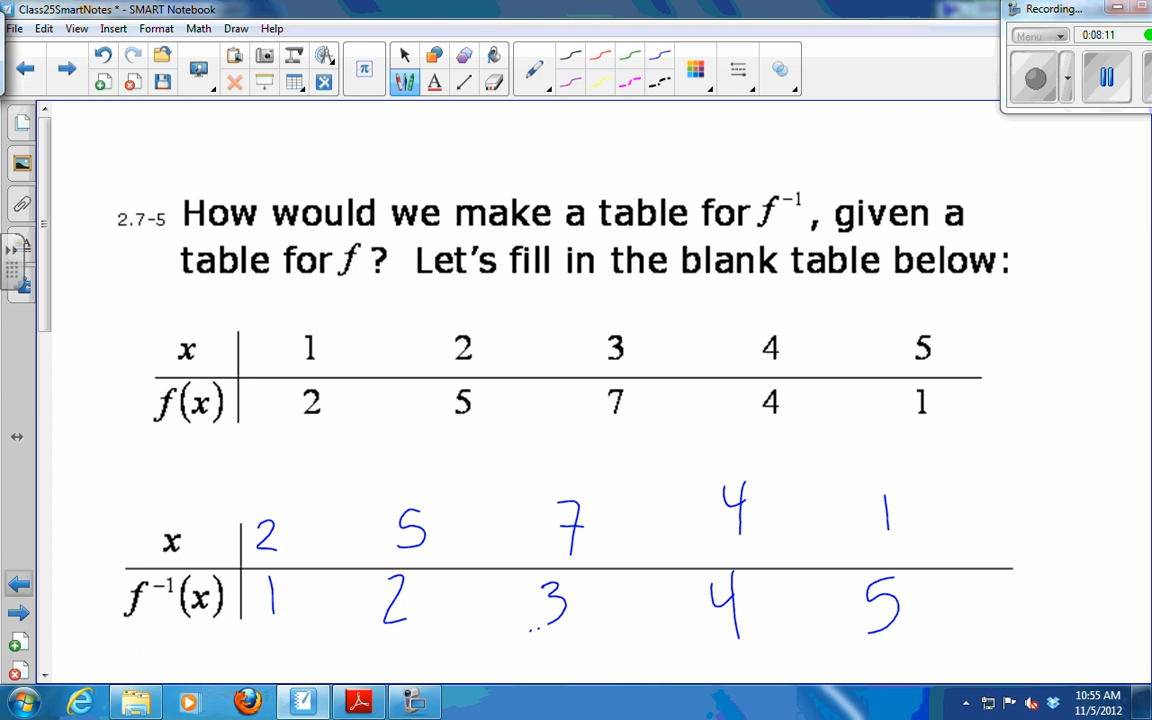 Class25SmartNotes * - SMART Notebook
Recording...
File Edit View Insert Format Math Draw Help
Menu
0:08:11
2.7-5 How would we make a table for f⁻¹, given a
table for f ? Let's fill in the blank table below:
x 1 2 3 4 5
f(x) 2 5 7 4 1
x 2 5 7 4 1
f⁻¹(x) 1 2 3 4 5
10:55 AM
11/5/2012